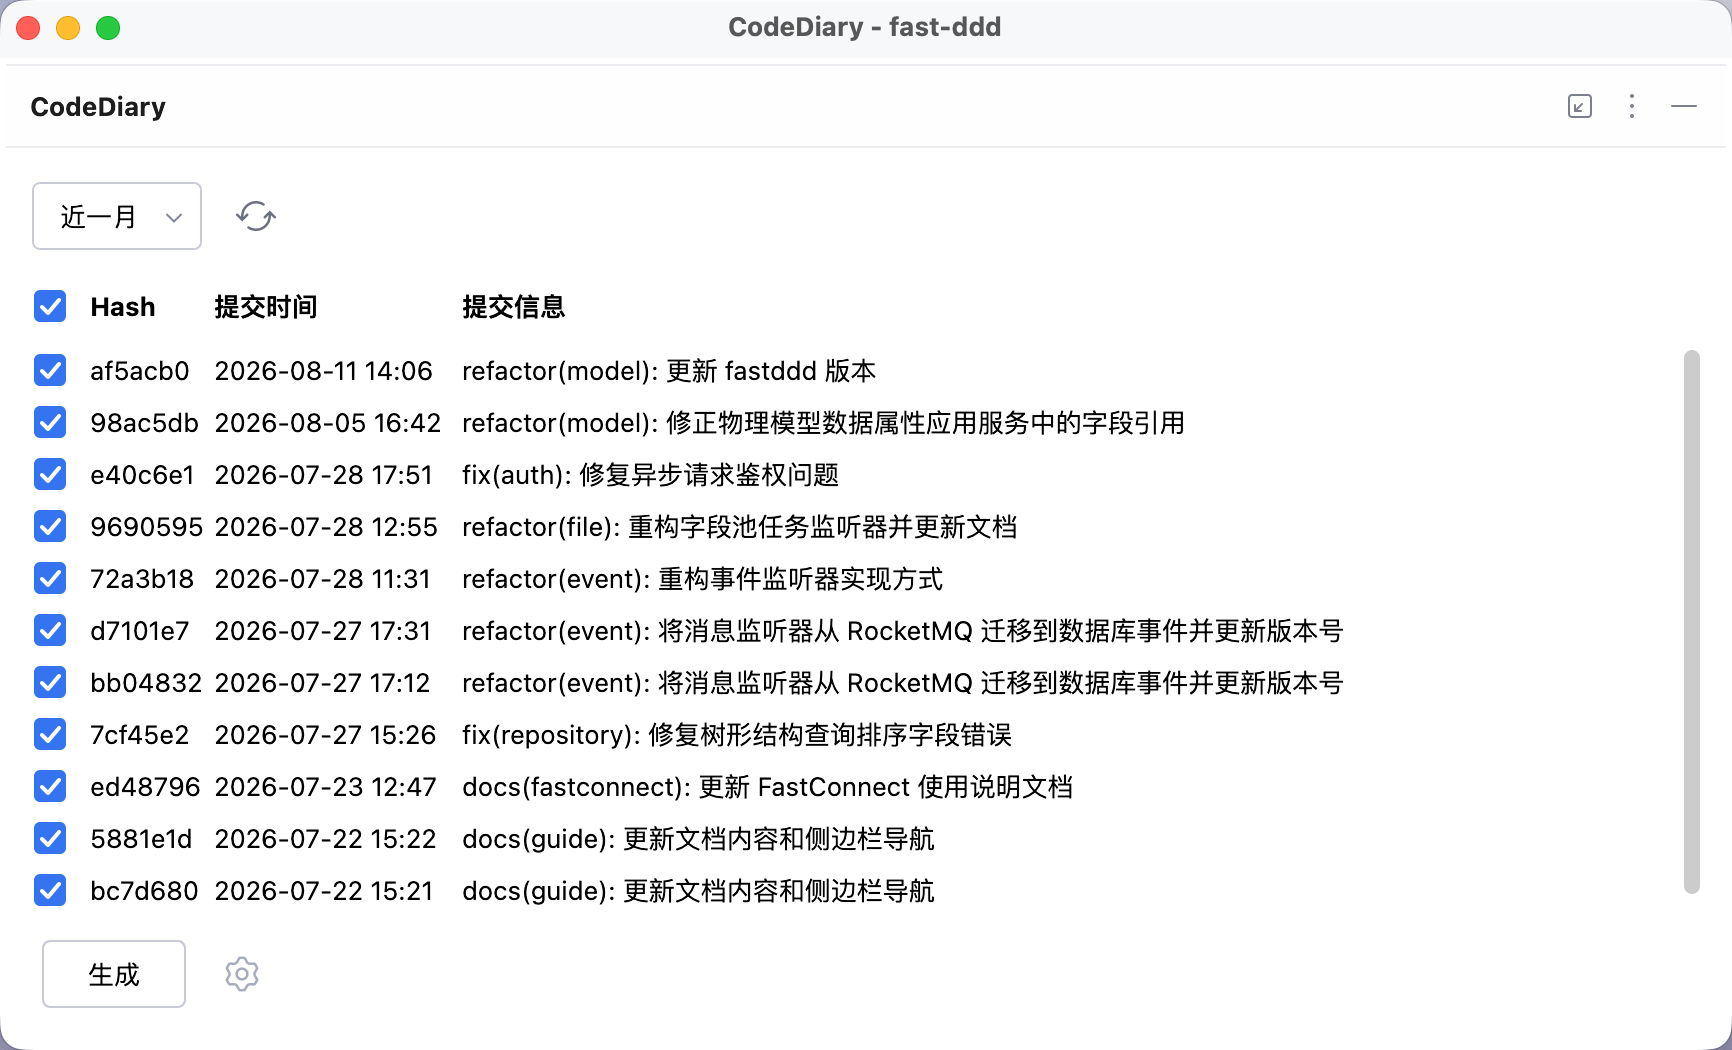 CodeDiary - fast-ddd
CodeDiary
近一月
Hash 提交时间 提交信息
af5acb0 2026-08-11 14:06 refactor(model): 更新 fastddd 版本
98ac5db 2026-08-05 16:42 refactor(model): 修正物理模型数据属性应用服务中的字段引用
e40c6e1 2026-07-28 17:51 fix(auth): 修复异步请求鉴权问题
9690595 2026-07-28 12:55 refactor(file): 重构字段池任务监听器并更新文档
72a3b18 2026-07-28 11:31 refactor(event): 重构事件监听器实现方式
d7101e7 2026-07-27 17:31 refactor(event): 将消息监听器从 RocketMQ 迁移到数据库事件并更新版本号
bb04832 2026-07-27 17:12 refactor(event): 将消息监听器从 RocketMQ 迁移到数据库事件并更新版本号
7cf45e2 2026-07-27 15:26 fix(repository): 修复树形结构查询排序字段错误
ed48796 2026-07-23 12:47 docs(fastconnect): 更新 FastConnect 使用说明文档
5881e1d 2026-07-22 15:22 docs(guide): 更新文档内容和侧边栏导航
bc7d680 2026-07-22 15:21 docs(guide): 更新文档内容和侧边栏导航
生成